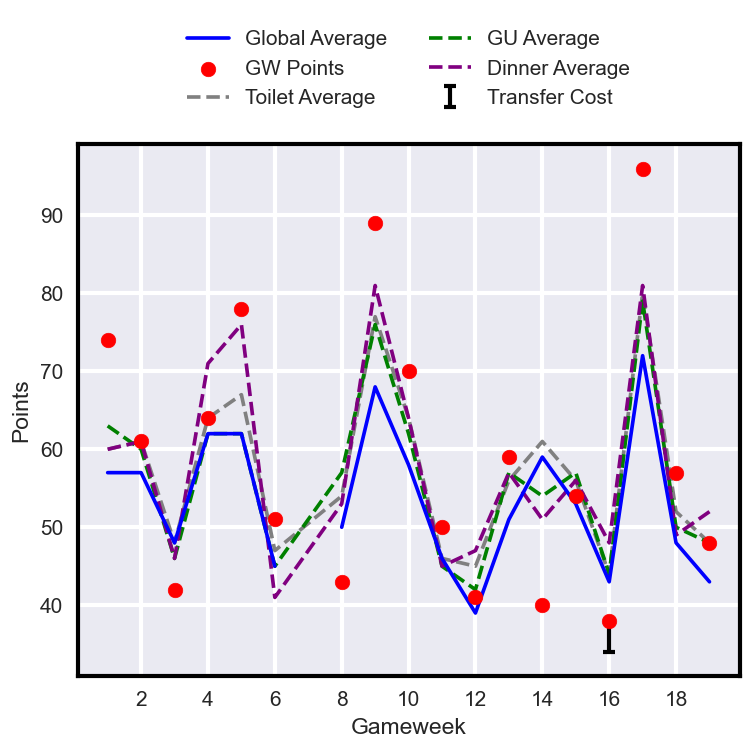 Global Average GU Average
GW Points Dinner Average
Toilet Average Transfer Cost
90
80
70
60
50
40
Points
2 4 6 8 10 12 14 16 18
Gameweek